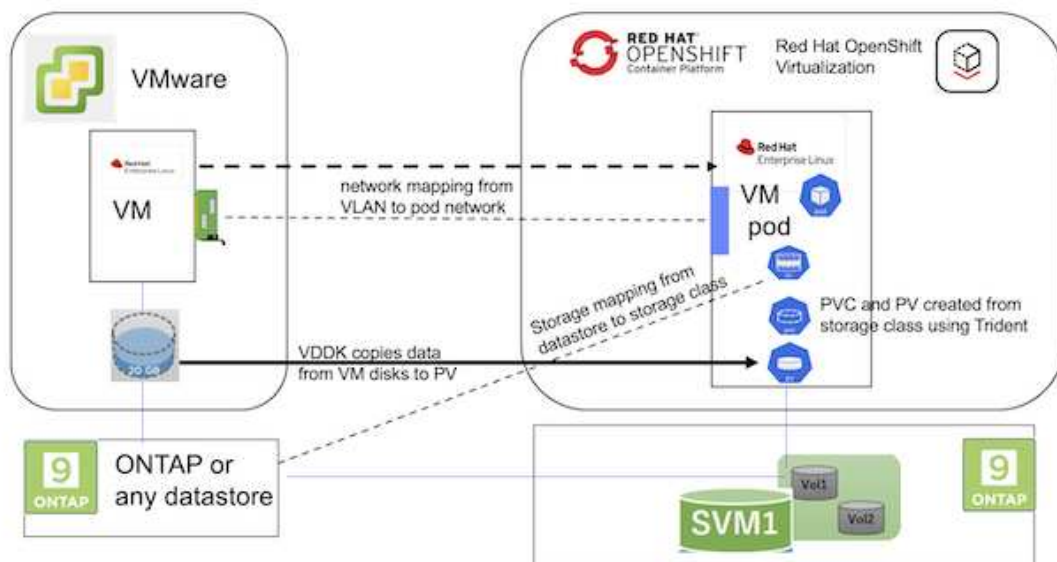 VMware
RED HAT
OPENSHIFT
Container Platform
Red Hat OpenShift
Virtualization
Red Hat
Enterprise Linux
VM
network mapping from
VLAN to pod network
Red Hat
Enterprise Linux
VM
pod
Storage mapping from
datastore to storage class
PVC and PV created from
storage class using Trident
20 GB
VDDK copies data
from VM disks to PV
9
ONTAP
ONTAP or
any datastore
SVM1
Vol1
Vol2
9
ONTAP